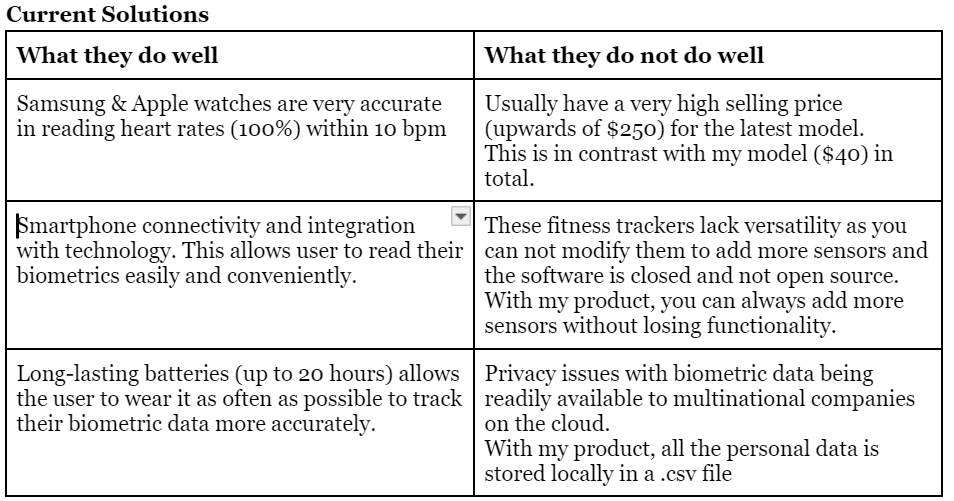 Current Solutions
What they do well
What they do not do well
Samsung & Apple watches are very accurate
in reading heart rates (100%) within 10 bpm
Usually have a very high selling price
(upwards of $250) for the latest model.
This is in contrast with my model ($40) in
total.
Smartphone connectivity and integration
with technology. This allows user to read their
biometrics easily and conveniently.
These fitness trackers lack versatility as you
can not modify them to add more sensors and
the software is closed and not open source.
With my product, you can always add more
sensors without losing functionality.
Long-lasting batteries (up to 20 hours) allows
the user to wear it as often as possible to track
their biometric data more accurately.
Privacy issues with biometric data being
readily available to multinational companies
on the cloud.
With my product, all the personal data is
stored locally in a .csv file